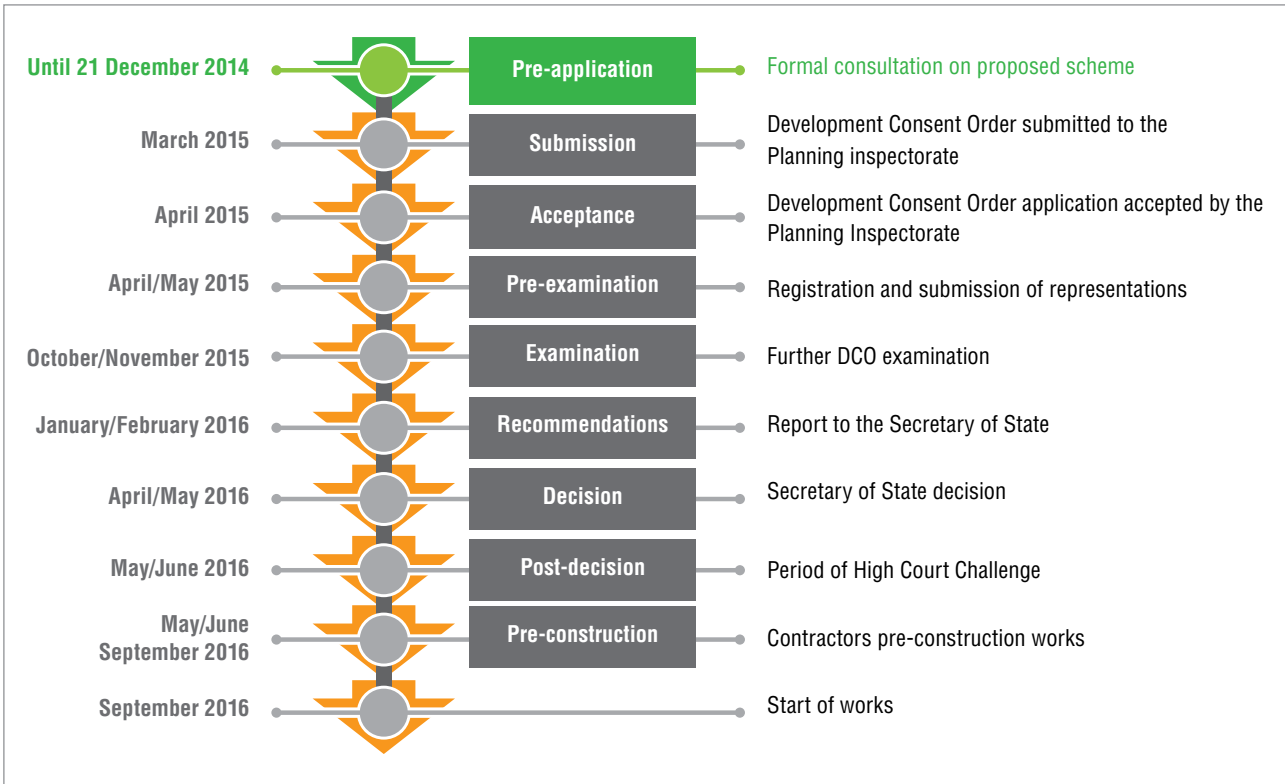 Until 21 December 2014
Pre-application
Formal consultation on proposed scheme
March 2015
Submission
Development Consent Order submitted to the
Planning inspectorate
April 2015
Acceptance
Development Consent Order application accepted by the
Planning Inspectorate
April/May 2015
Pre-examination
Registration and submission of representations
October/November 2015
Examination
Further DCO examination
January/February 2016
Recommendations
Report to the Secretary of State
April/May 2016
Decision
Secretary of State decision
May/June 2016
Post-decision
Period of High Court Challenge
May/June
September 2016
Pre-construction
Contractors pre-construction works
September 2016
Start of works